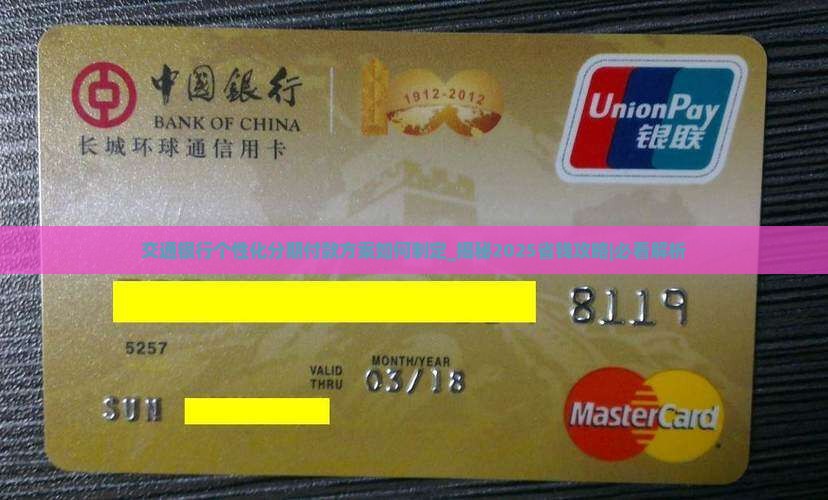 中國銀行
BANK OF CHINA
长城环球通信用卡
1912-2012
UnionPay
银联
交通银行个性化分期付款方案如何制定_揭秘2025省钱攻略|必看解析
8119
5257
VALID
THRU
MONTH/YEAR
03/18
SUN
MasterCard